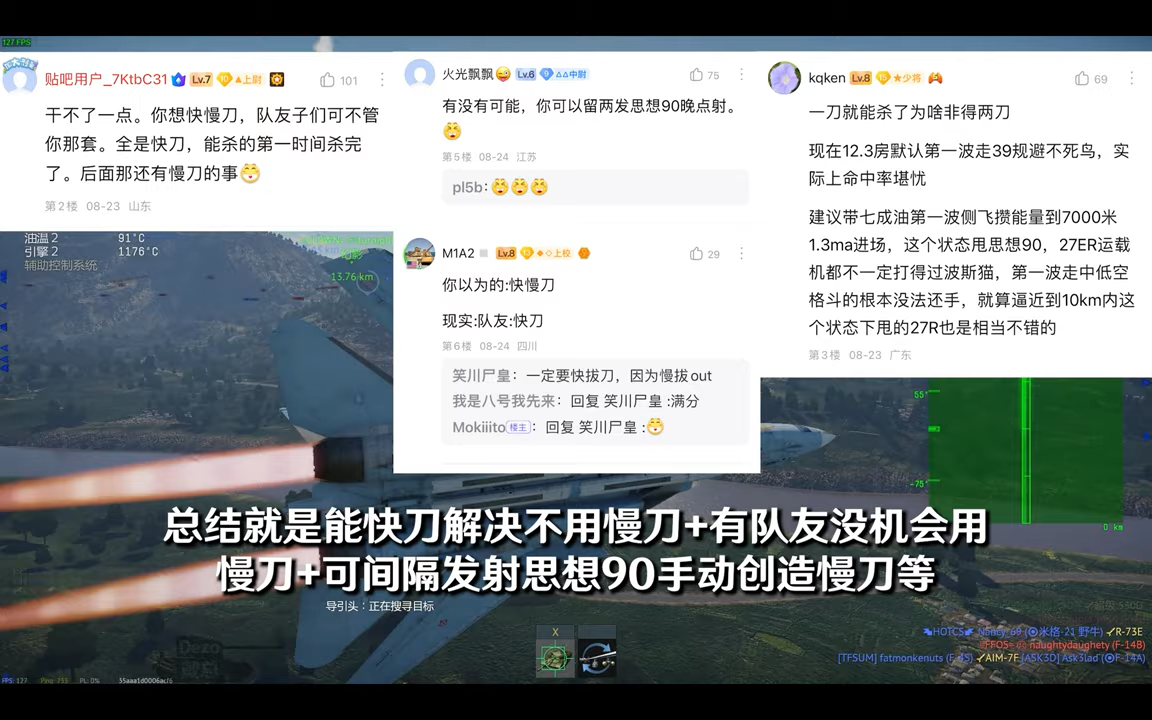 127 FPS
贴吧用户_7KtbC31 Lv.7 上尉 101
干不了一点。你想快慢刀，队友子们可不管
你那套。全是快刀，能杀的第一时间杀完
了。后面那还有慢刀的事
第2楼 08-23 山东
火光飘飘 Lv.6 中尉 75
有没有可能，你可以留两发思想90晚点射。
第5楼 08-24 江苏
pl5b:
M1A2 Lv.8 上校 29
你以为的:快慢刀
现实:队友:快刀
第6楼 08-24 四川
笑川尸皇：一定要快拔刀，因为慢拔out
我是八号我先来： 回复 笑川尸皇 :满分
Mokiiito 楼主： 回复 笑川尸皇 :
kqken Lv.8 少将 69
一刀就能杀了为啥非得两刀
现在12.3房默认第一波走39规避不死鸟，实
际上命中率堪忧
建议带七成油第一波侧飞攒能量到7000米
1.3ma进场，这个状态甩思想90，27ER运载
机都不一定打得过波斯猫，第一波走中低空
格斗的根本没法还手，就算逼近到10km内这
个状态下甩的27R也是相当不错的
第3楼 08-23 广东
油温2 91°C
引擎2 1176°C
辅助控制系统
13.76km
55°
-75°
0 km
总结就是能快刀解决不用慢刀+有队友没机会用
慢刀+可间隔发射思想90手动创造慢刀等
导引头：正在搜寻目标
X
(米格-21 野牛) R-73E
naughtydaughety (F-14B)
[TFSUM] fatmonkenuts (F-4S) AIM-7F [ASK3D] Ask3lad (F-14A)
FPS: 127 Ping: 233 PL: 0%